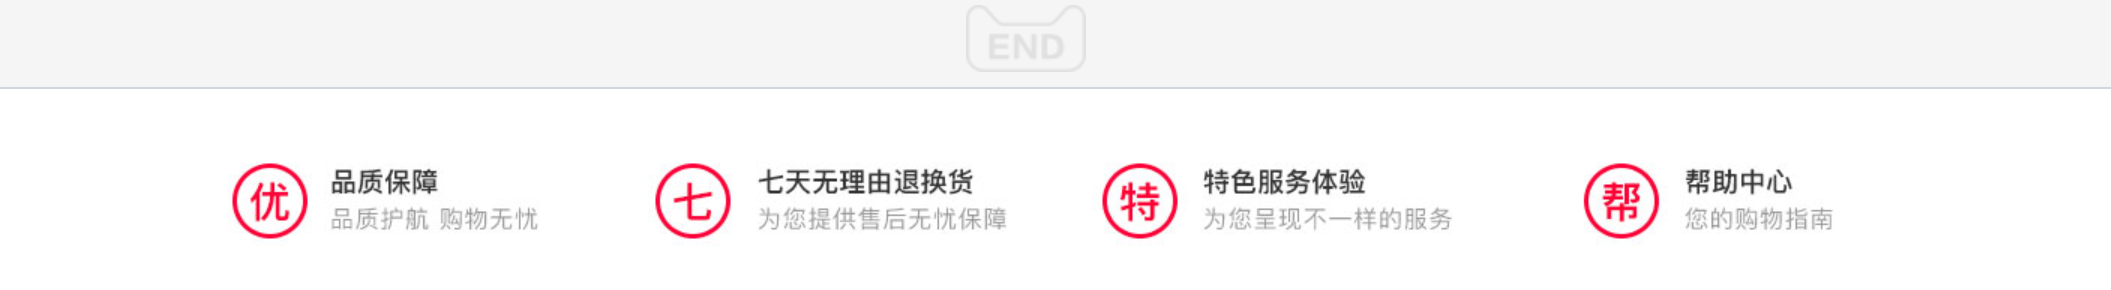 END
优
品质保障
品质护航 购物无忧
七
七天无理由退换货
为您提供售后无忧保障
特
特色服务体验
为您呈现不一样的服务
帮
帮助中心
您的购物指南